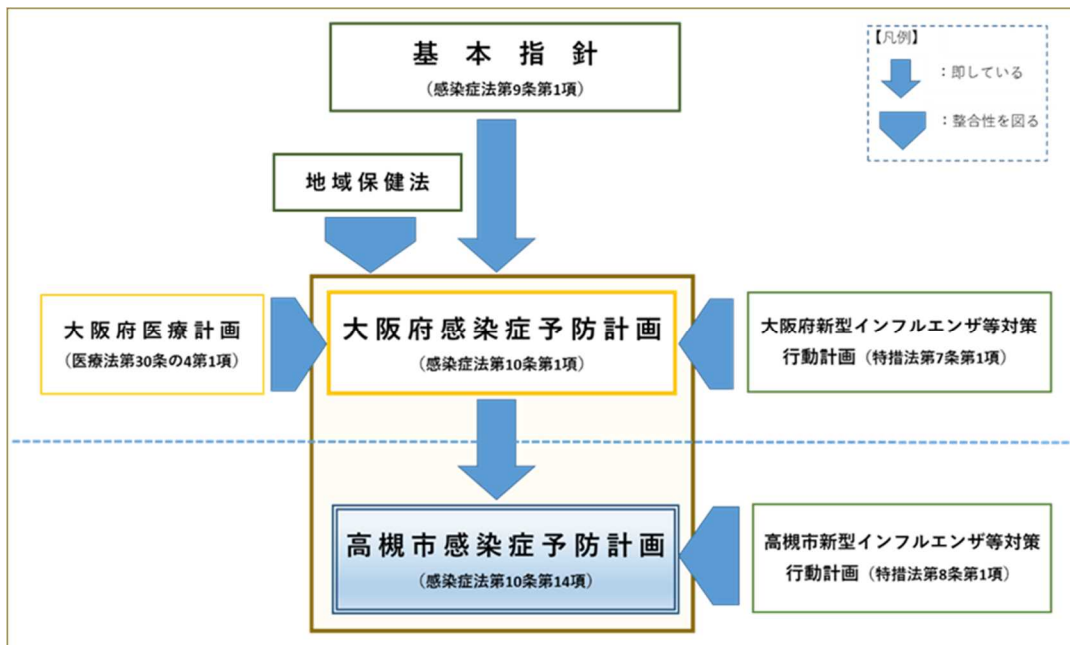 基本指針
(感染症法第9条第1項)
【凡例】
：即している
：整合性を図る
地域保健法
大阪府医療計画
(医療法第30条の4第1項)
大阪府感染症予防計画
(感染症法第10条第1項)
大阪府新型インフルエンザ等対策
行動計画（特措法第7条第1項）
高槻市感染症予防計画
(感染症法第10条第14項)
高槻市新型インフルエンザ等対策
行動計画（特措法第8条第1項）